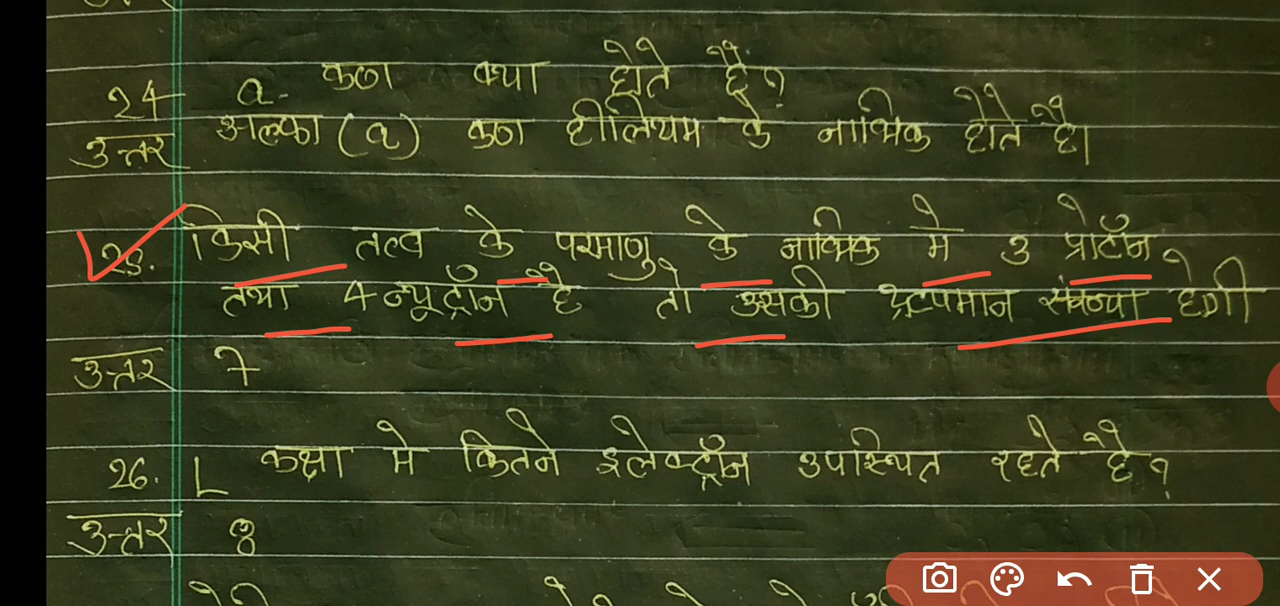 24 a. कण क्या होते है?
उत्तर अल्फा (a) कण हीलियम के नाभिक होते है।
25. किसी तत्व के परमाणु के नाभिक मे 3 प्रोटॉन
तथा 4 न्यूट्रॉन है तो उसकी द्रव्यमान संख्या होगी
उत्तर 7
26. L कक्षा मे कितने इलेक्ट्रॉन उपस्थित रहते है?
उत्तर 8